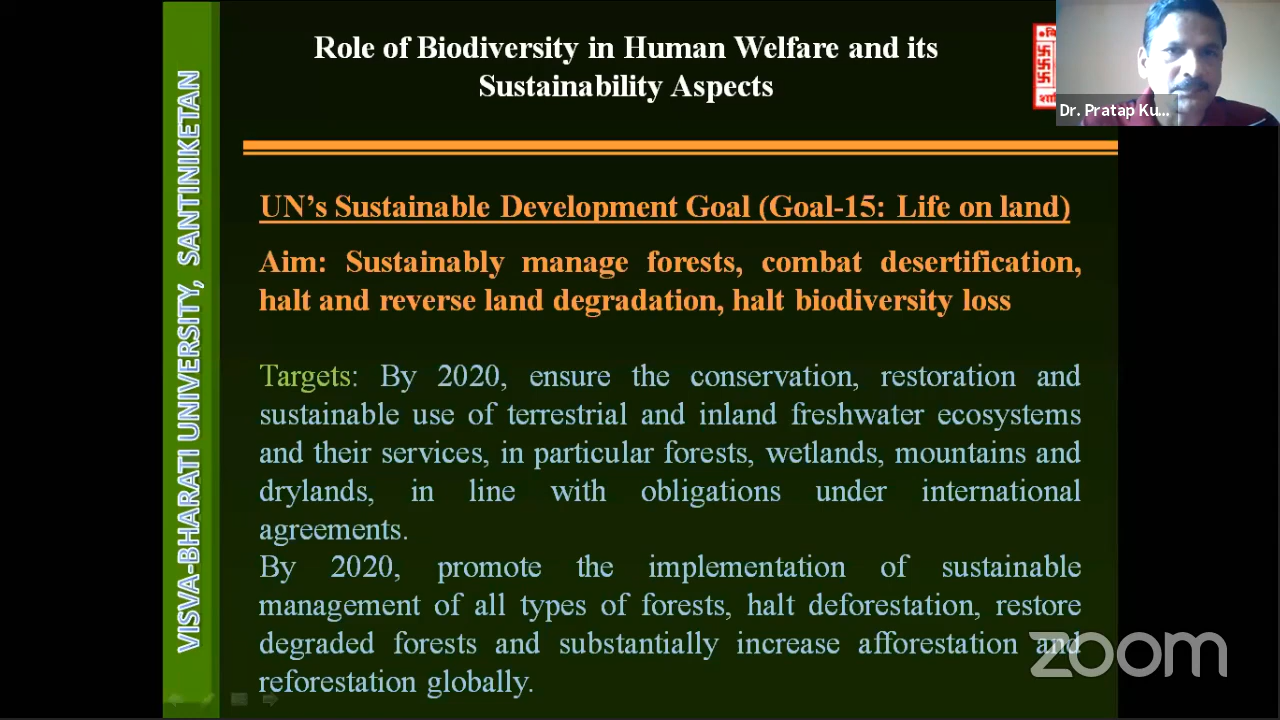 Role of Biodiversity in Human Welfare and its
Sustainability Aspects
Dr. Pratap Ku...
VISVA-BHARATI UNIVERSITY, SANTINIKETAN
UN's Sustainable Development Goal (Goal-15: Life on land)
Aim: Sustainably manage forests, combat desertification,
halt and reverse land degradation, halt biodiversity loss
Targets: By 2020, ensure the conservation, restoration and
sustainable use of terrestrial and inland freshwater ecosystems
and their services, in particular forests, wetlands, mountains and
drylands, in line with obligations under international
agreements.
By 2020, promote the implementation of sustainable
management of all types of forests, halt deforestation, restore
degraded forests and substantially increase afforestation and
reforestation globally.
zoom